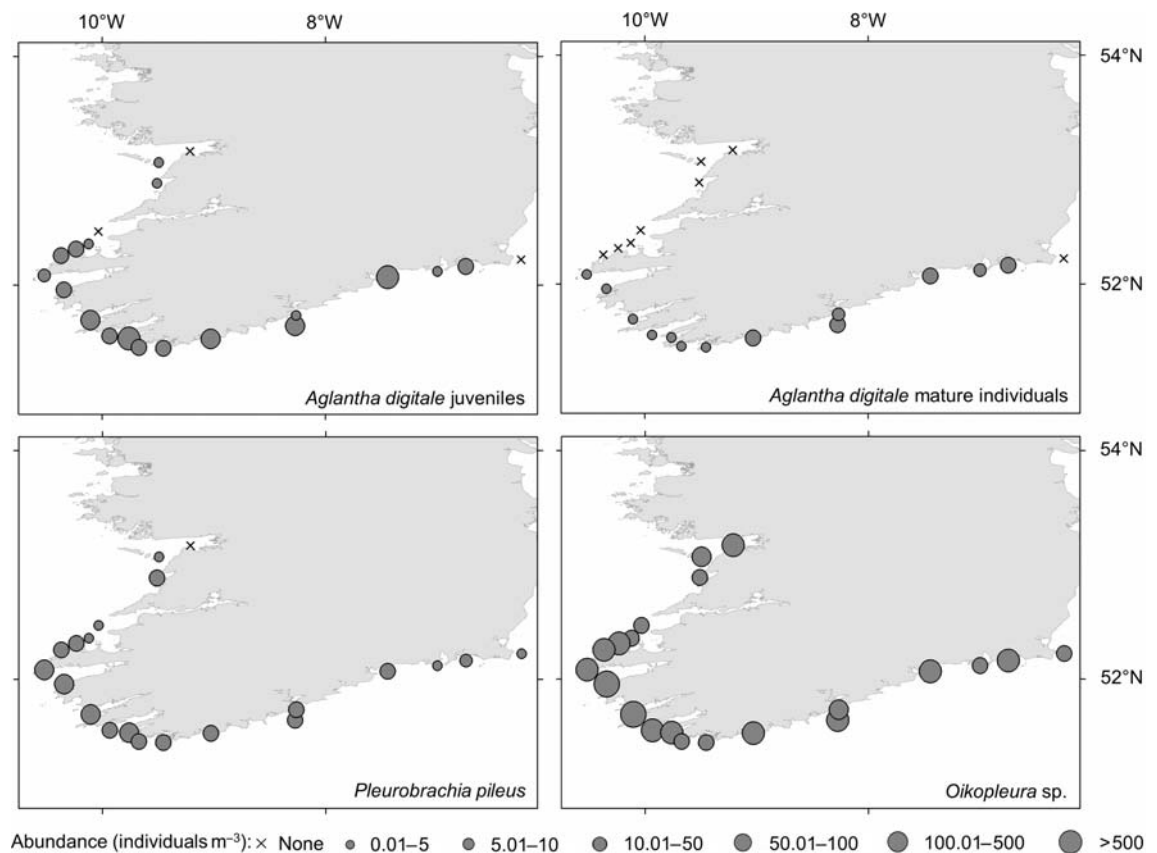 10°W 8°W 10°W 8°W
54°N
52°N
Aglantha digitale juveniles
Aglantha digitale mature individuals
54°N
52°N
Pleurobrachia pileus
Oikopleura sp.
Abundance (individuals m⁻³): × None 0.01–5 5.01–10 10.01–50 50.01–100 100.01–500 >500